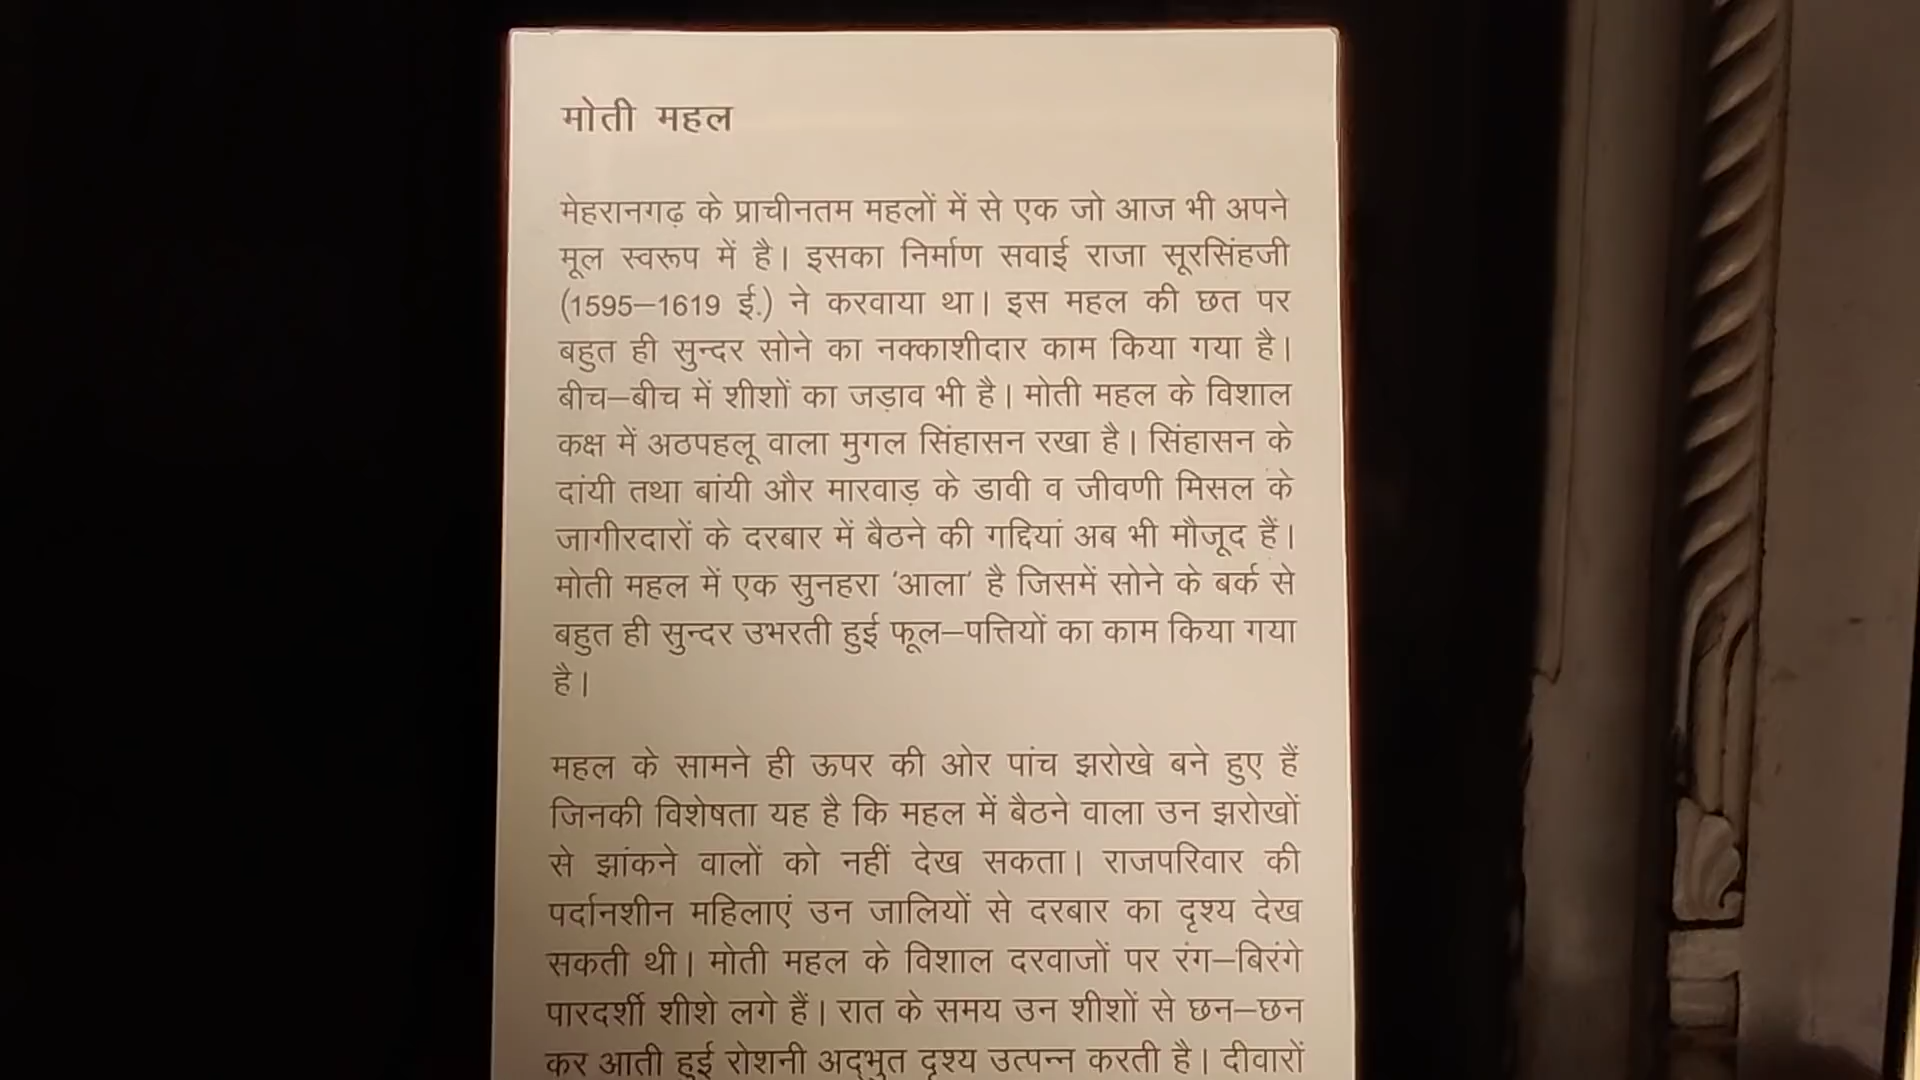 मोती महल
मेहरानगढ़ के प्राचीनतम महलों में से एक जो आज भी अपने
मूल स्वरूप में है। इसका निर्माण सवाई राजा सूरसिंहजी
(1595–1619 ई.) ने करवाया था। इस महल की छत पर
बहुत ही सुन्दर सोने का नक्काशीदार काम किया गया है।
बीच–बीच में शीशों का जड़ाव भी है। मोती महल के विशाल
कक्ष में अठपहलू वाला मुगल सिंहासन रखा है। सिंहासन के
दांयी तथा बांयी और मारवाड़ के डावी व जीवणी मिसल के
जागीरदारों के दरबार में बैठने की गद्दियां अब भी मौजूद हैं।
मोती महल में एक सुनहरा 'आला' है जिसमें सोने के बर्क से
बहुत ही सुन्दर उभरती हुई फूल–पत्तियों का काम किया गया
है।
महल के सामने ही ऊपर की ओर पांच झरोखे बने हुए हैं
जिनकी विशेषता यह है कि महल में बैठने वाला उन झरोखों
से झांकने वालों को नहीं देख सकता। राजपरिवार की
पर्दानशीन महिलाएं उन जालियों से दरबार का दृश्य देख
सकती थी। मोती महल के विशाल दरवाजों पर रंग–बिरंगे
पारदर्शी शीशे लगे हैं। रात के समय उन शीशों से छन–छन
कर आती हुई रोशनी अद्‌भुत दृश्य उत्पन्न करती है। दीवारों